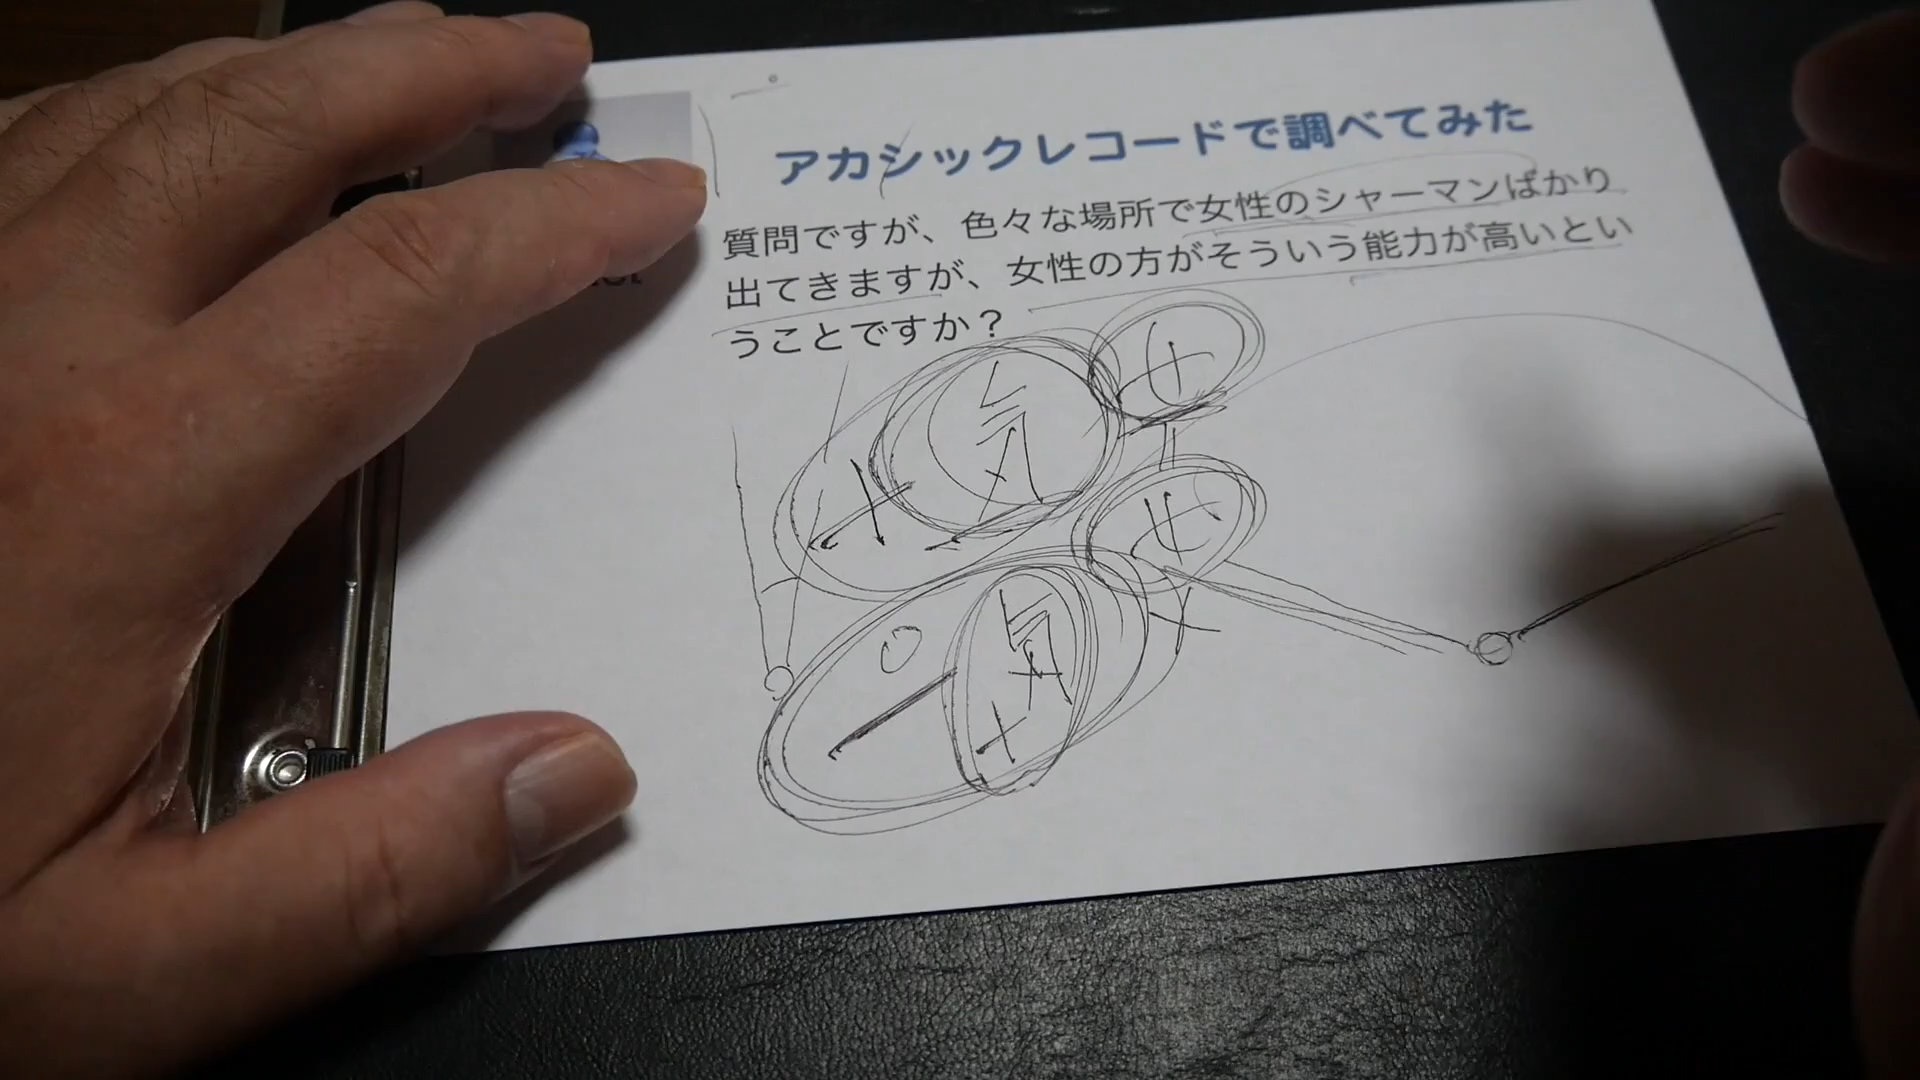 アカシックレコードで調べてみた
質問ですが、色々な場所で女性のシャーマンばかり
出てきますが、女性の方がそういう能力が高いとい
うことですか？
気
女
＋
女
気
ー
＋